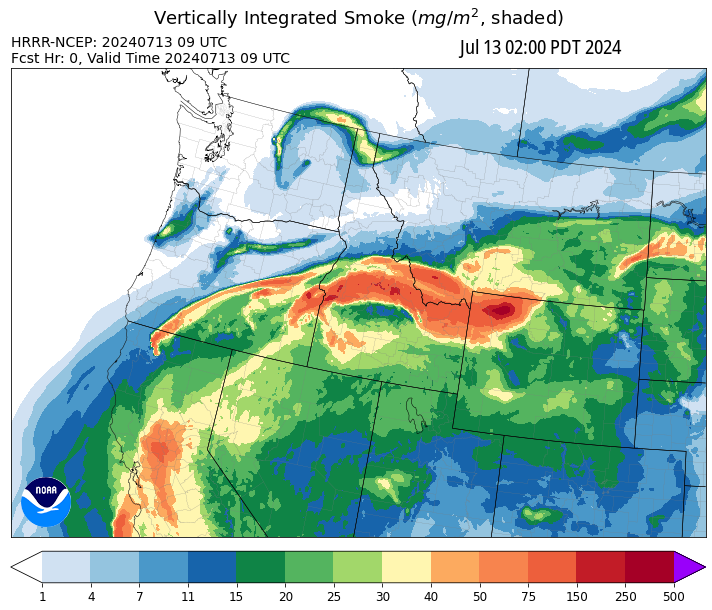 Vertically Integrated Smoke (mg/m², shaded)
HRRR-NCEP: 20240713 09 UTC
Fcst Hr: 0, Valid Time 20240713 09 UTC
Jul 13 02:00 PDT 2024
NOAA
1 4 7 11 15 20 25 30 40 50 75 150 250 500